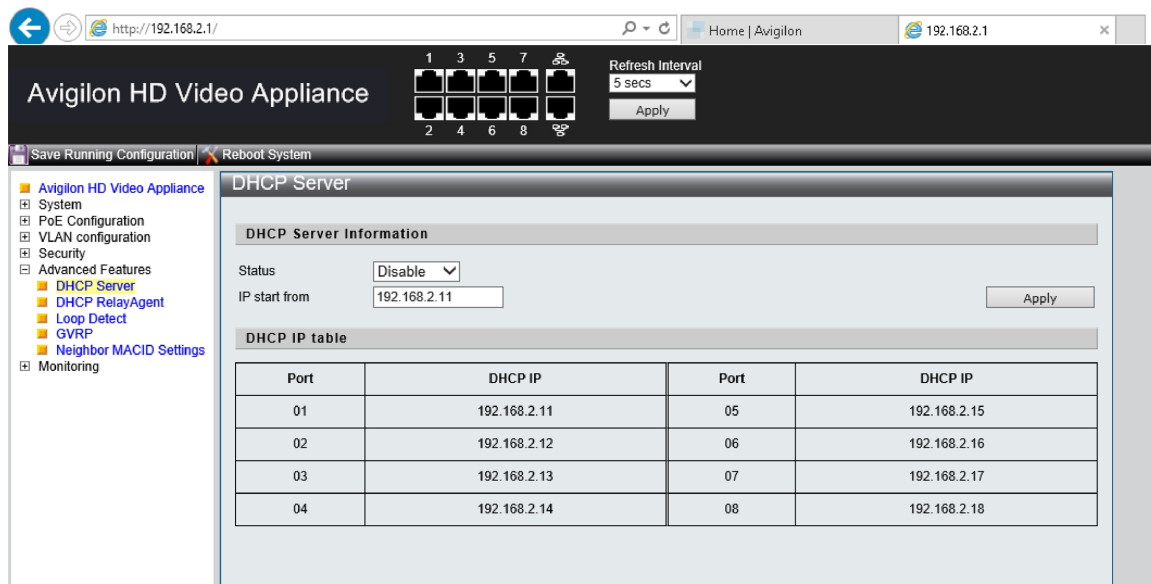 http://192.168.2.1/
Home | Avigilon
192.168.2.1
Avigilon HD Video Appliance
1 3 5 7
2 4 6 8
Refresh Interval
5 secs
Apply
Save Running Configuration
Reboot System
Avigilon HD Video Appliance
System
PoE Configuration
VLAN configuration
Security
Advanced Features
DHCP Server
DHCP RelayAgent
Loop Detect
GVRP
Neighbor MACID Settings
Monitoring
DHCP Server
DHCP Server Information
Status Disable
IP start from 192.168.2.11 Apply
DHCP IP table
Port DHCP IP Port DHCP IP
01 192.168.2.11 05 192.168.2.15
02 192.168.2.12 06 192.168.2.16
03 192.168.2.13 07 192.168.2.17
04 192.168.2.14 08 192.168.2.18